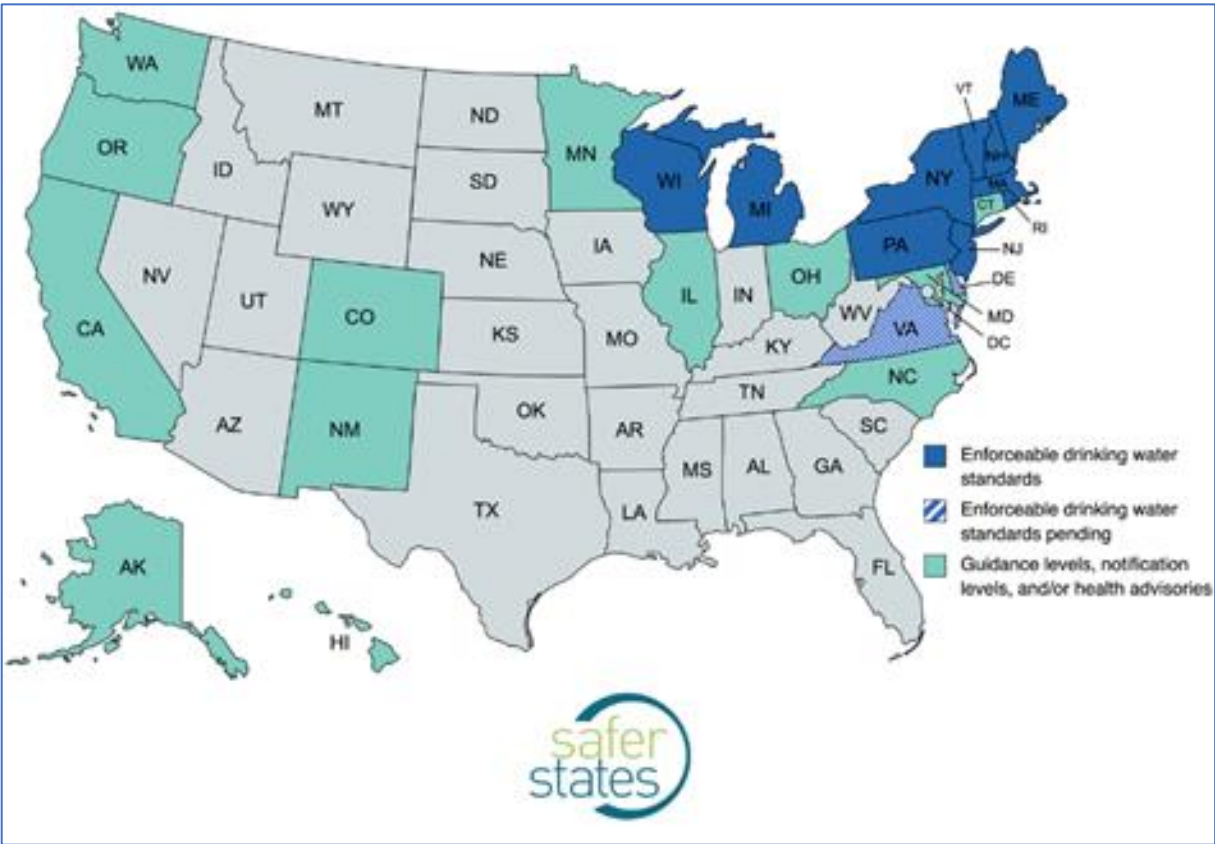 WA
MT
ND
MN
OR
ID
SD
WI
MI
VT
ME
NH
NY
MA
CT
RI
WY
IA
NE
PA
NJ
NV
UT
CO
IL
IN
OH
DE
MD
DC
CA
KS
MO
WV
VA
KY
NC
TN
AZ
NM
OK
AR
SC
MS
AL
GA
TX
LA
FL
Enforceable drinking water
standards
Enforceable drinking water
standards pending
Guidance levels, notification
levels, and/or health advisories
AK
HI
safer
states